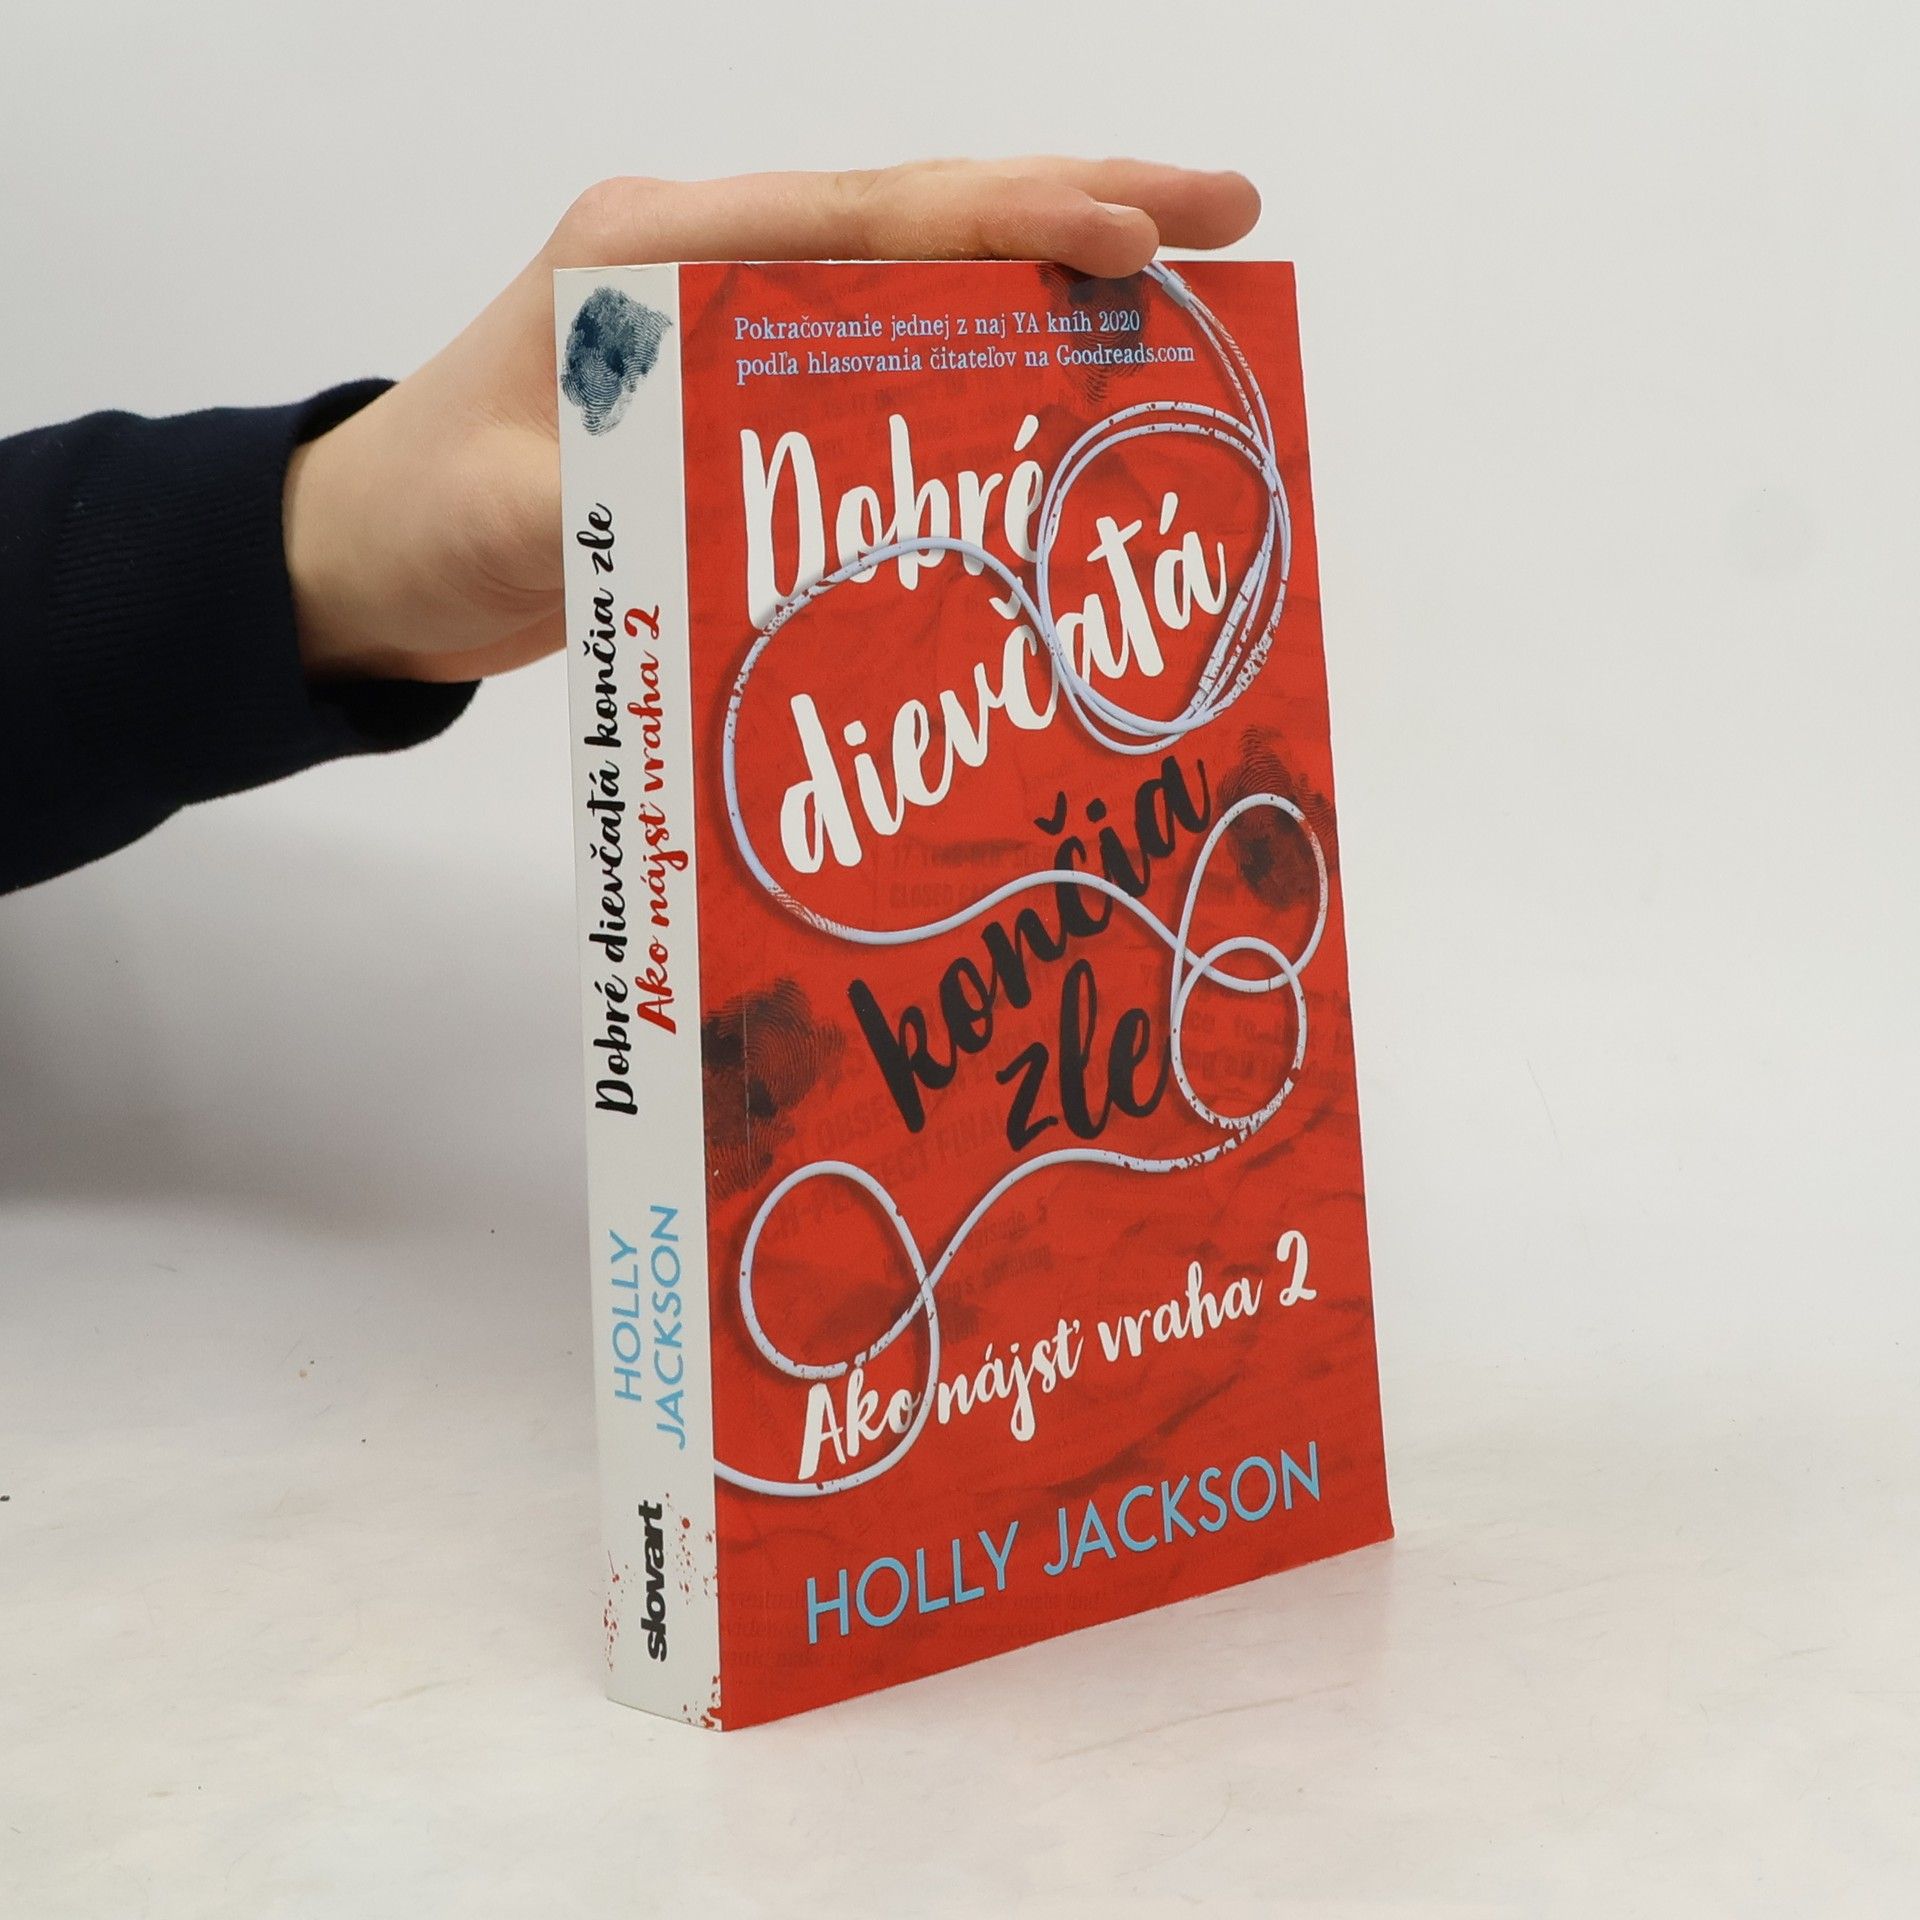 Dobré dievčatá končia zle
Ako nájsť vraha 2
HOLLY
JACKSON
slovart
Pokračovanie jednej z naj YA kníh 2020
podľa hlasovania čitateľov na Goodreads.com
Dobré
dievčatá
končia
zle
Ako nájsť vraha 2
HOLLY JACKSON